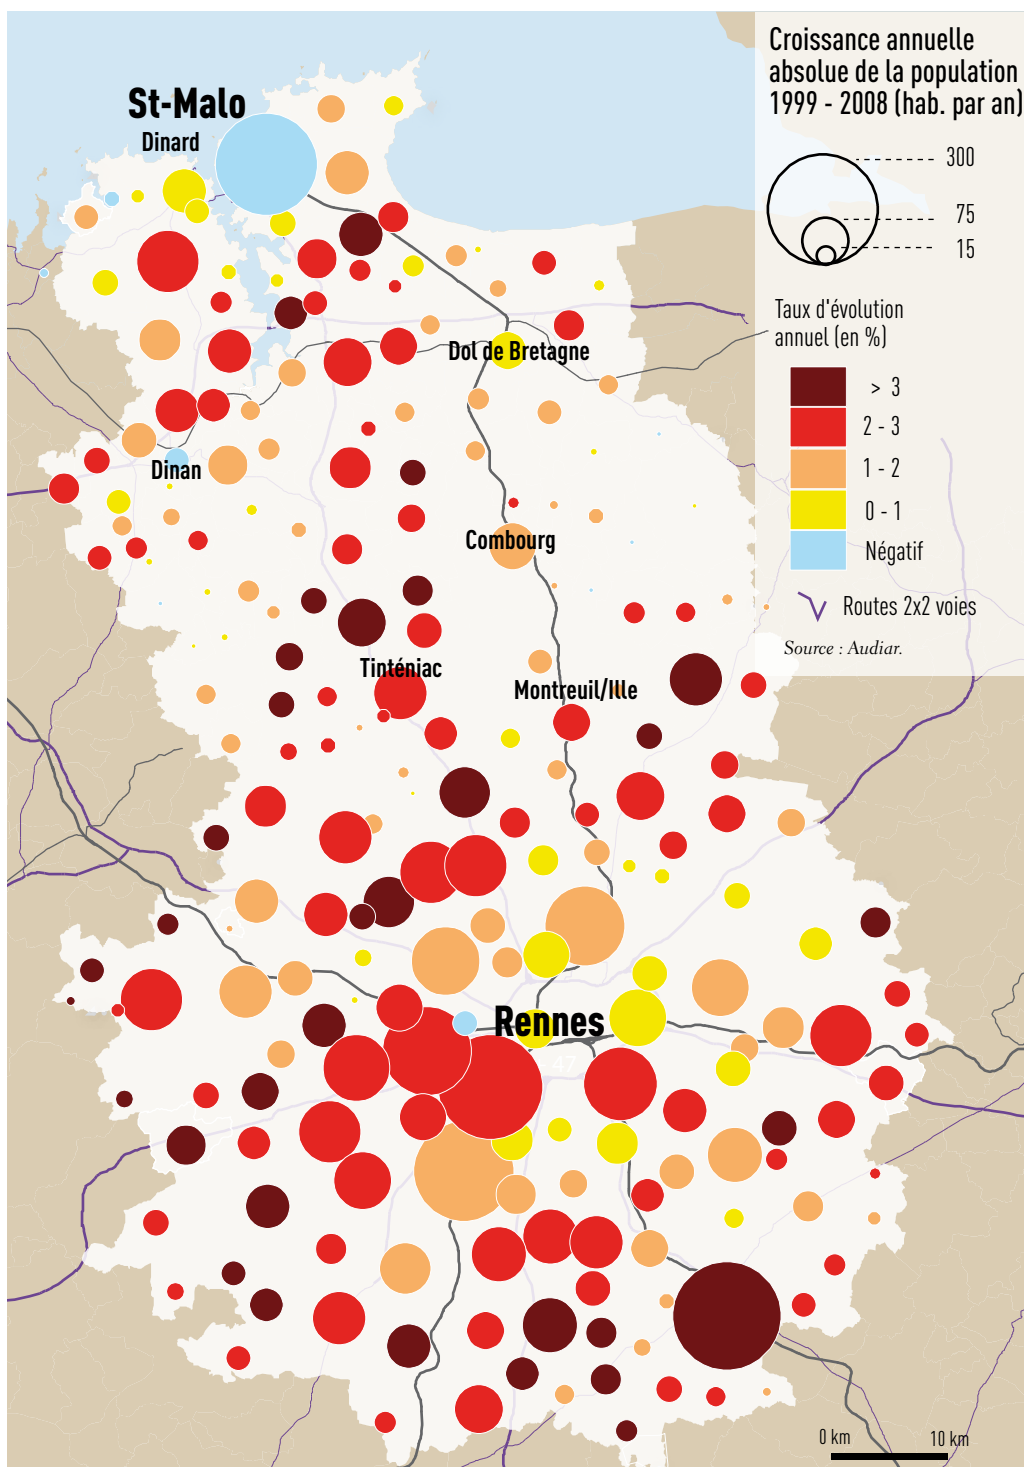 Croissance annuelle
absolue de la population
1999 - 2008 (hab. par an)
300
75
15
Taux d'évolution
annuel (en %)
> 3
2 - 3
1 - 2
0 - 1
Négatif
Routes 2x2 voies
Source : Audiar.
St-Malo
Dinard
Dol de Bretagne
Dinan
Combourg
Tinténiac
Montreuil/Ille
Rennes
47
0 km
10 km